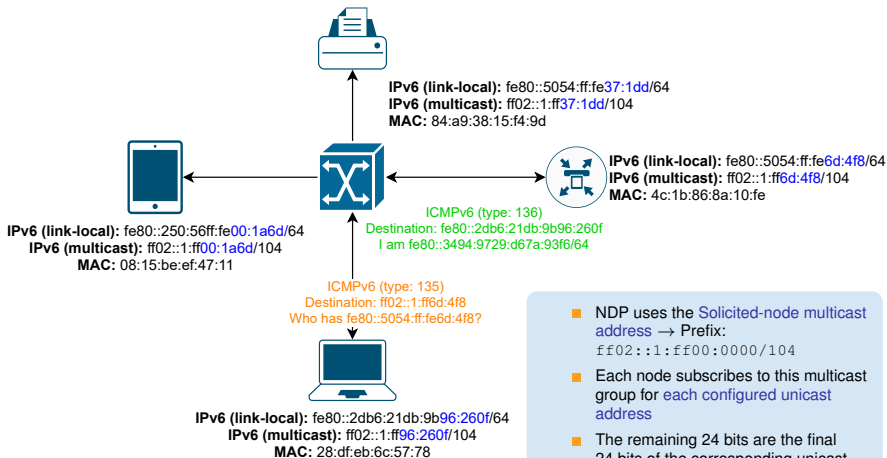 IPv6 (link-local): fe80::5054:ff:fe37:1dd/64
IPv6 (multicast): ff02::1:ff37:1dd/104
MAC: 84:a9:38:15:f4:9d
IPv6 (link-local): fe80::5054:ff:fe6d:4f8/64
IPv6 (multicast): ff02::1:ff6d:4f8/104
MAC: 4c:1b:86:8a:10:fe
IPv6 (link-local): fe80::250:56ff:fe00:1a6d/64
IPv6 (multicast): ff02::1:ff00:1a6d/104
MAC: 08:15:be:ef:47:11
ICMPv6 (type: 136)
Destination: fe80::2db6:21db:9b96:260f
I am fe80::3494:9729:d67a:93f6/64
ICMPv6 (type: 135)
Destination: ff02::1:ff6d:4f8
Who has fe80::5054:ff:fe6d:4f8?
IPv6 (link-local): fe80::2db6:21db:9b96:260f/64
IPv6 (multicast): ff02::1:ff96:260f/104
MAC: 28:df:eb:6c:57:78
NDP uses the Solicited-node multicast
address → Prefix:
ff02::1:ff00:0000/104
Each node subscribes to this multicast
group for each configured unicast
address
The remaining 24 bits are the final
24 bits of the corresponding unicast